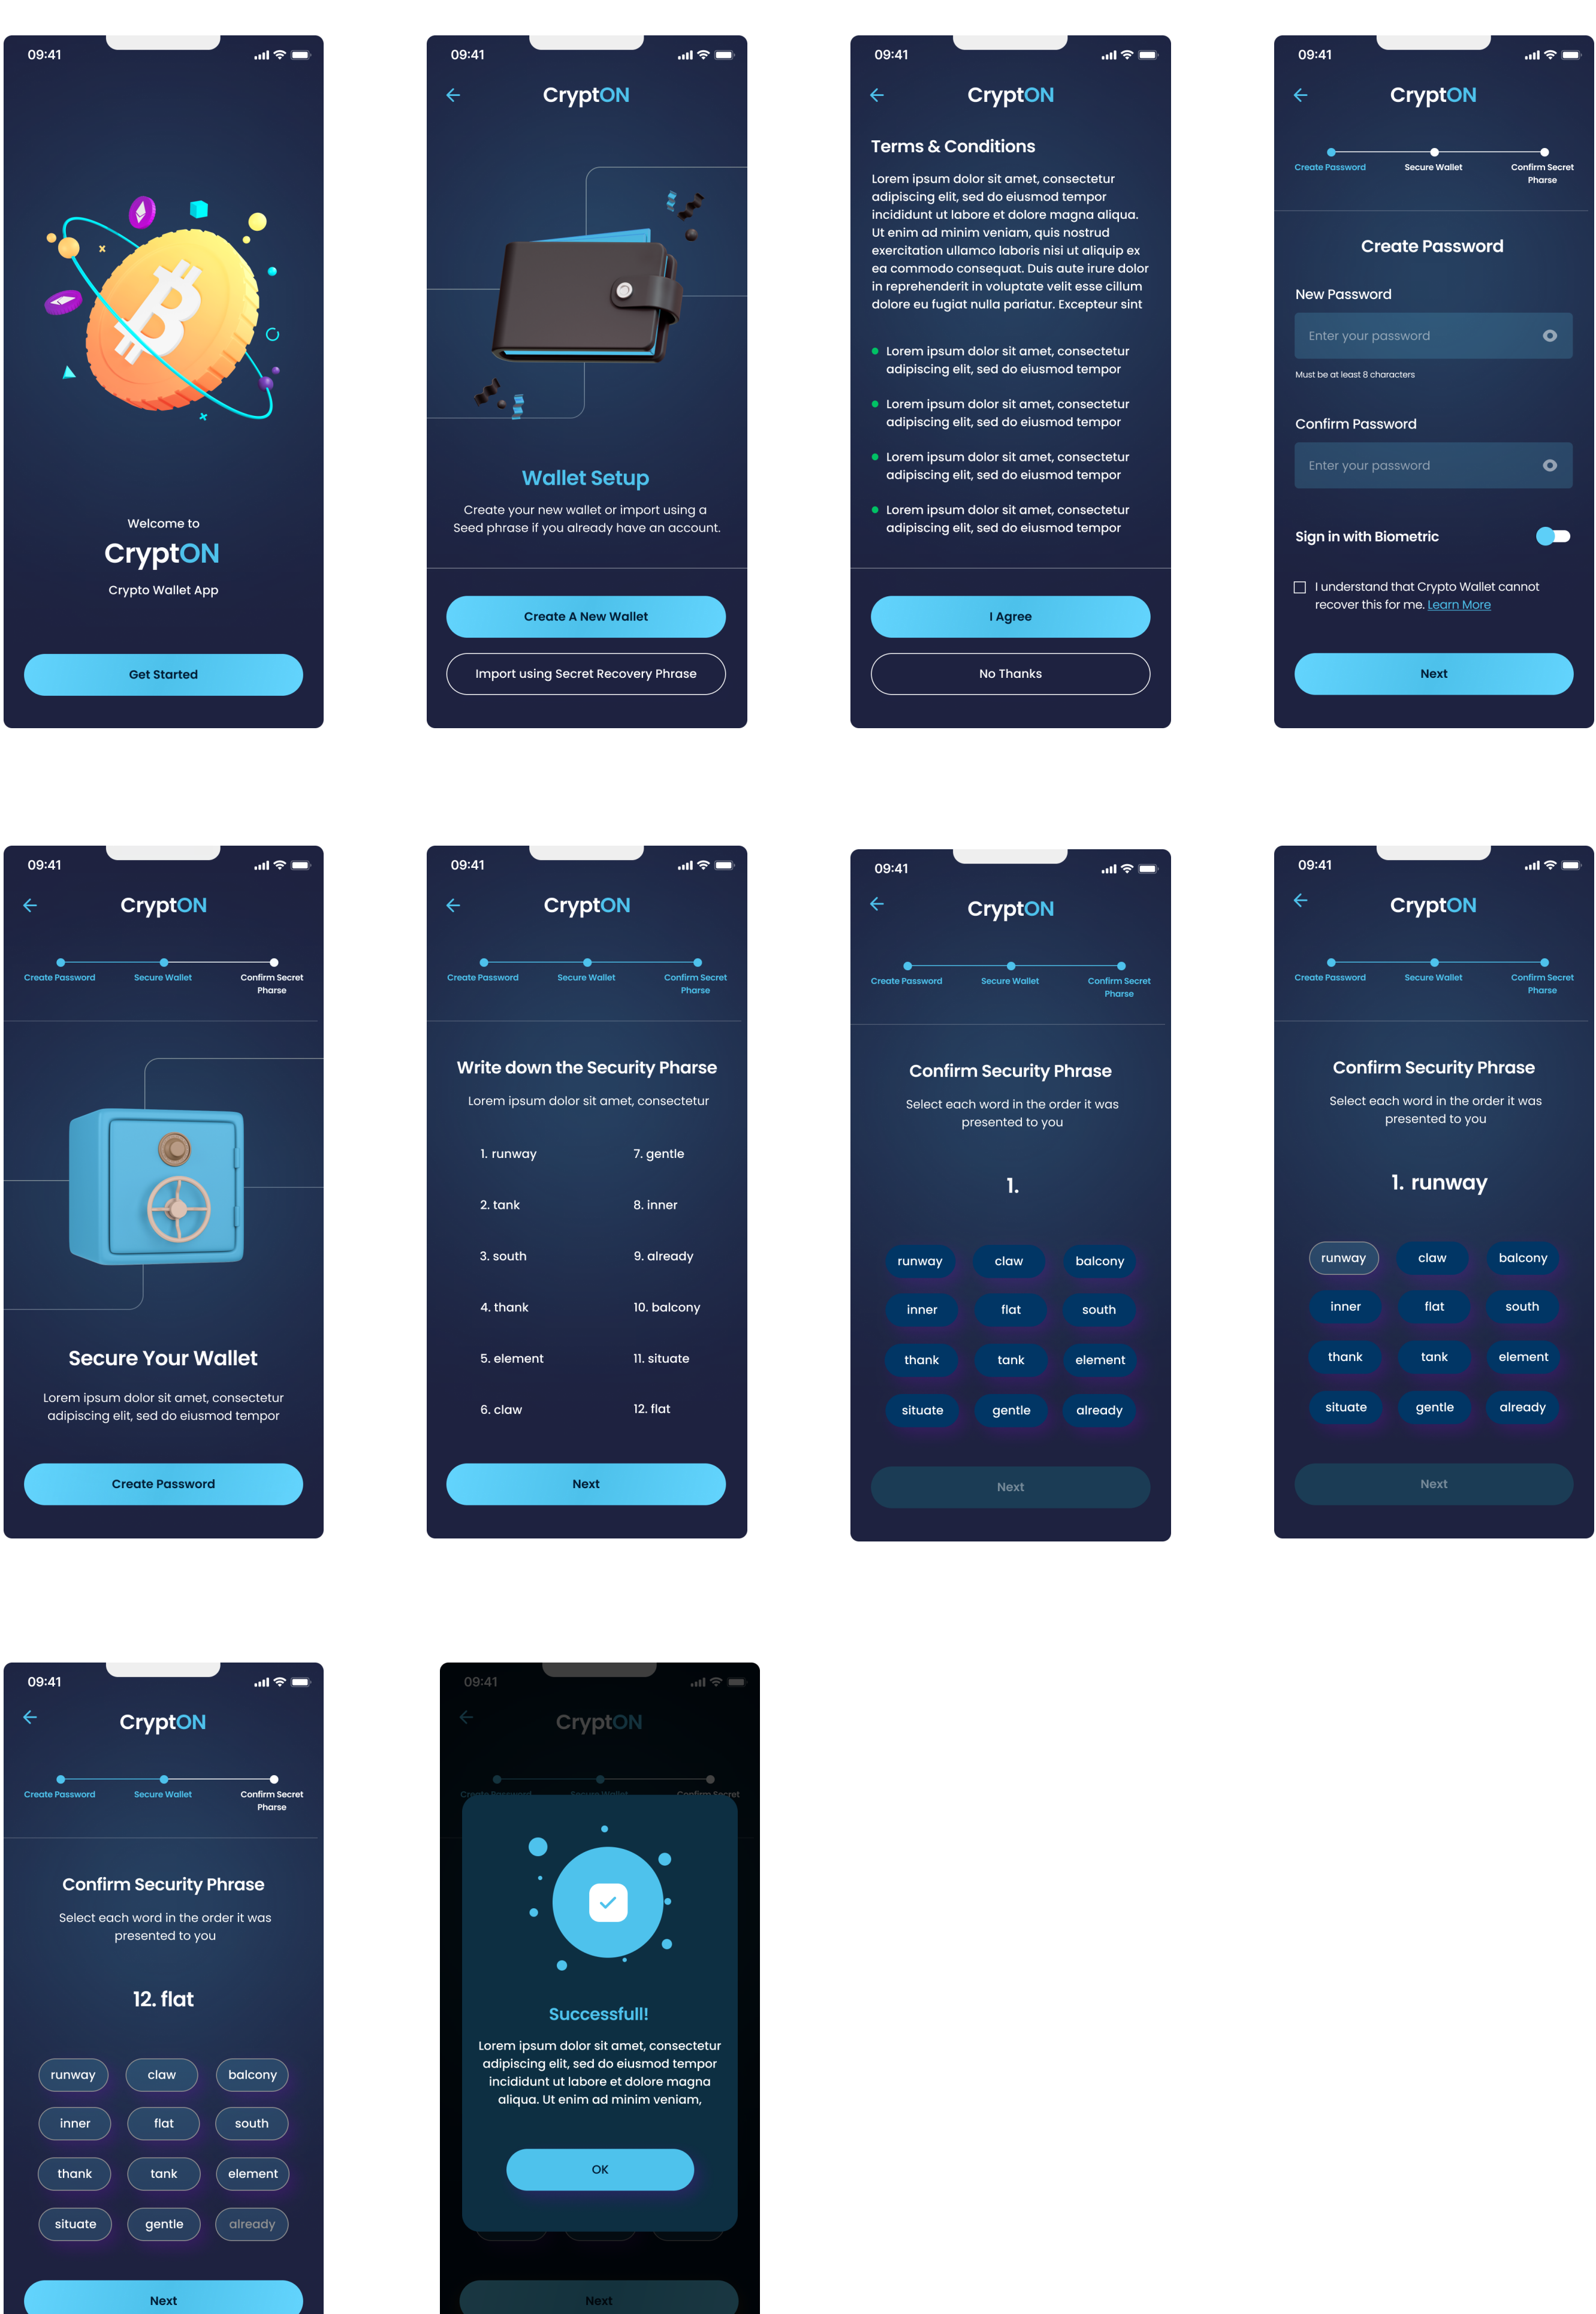 09:41
Welcome to
CryptON
Crypto Wallet App
Get Started
09:41
CryptON
Wallet Setup
Create your new wallet or import using a
Seed phrase if you already have an account.
Create A New Wallet
Import using Secret Recovery Phrase
09:41
CryptON
Terms & Conditions
Lorem ipsum dolor sit amet, consectetur
adipiscing elit, sed do eiusmod tempor
incididunt ut labore et dolore magna aliqua.
Ut enim ad minim veniam, quis nostrud
exercitation ullamco laboris nisi ut aliquip ex
ea commodo consequat. Duis aute irure dolor
in reprehenderit in voluptate velit esse cillum
dolore eu fugiat nulla pariatur. Excepteur sint
Lorem ipsum dolor sit amet, consectetur
adipiscing elit, sed do eiusmod tempor
Lorem ipsum dolor sit amet, consectetur
adipiscing elit, sed do eiusmod tempor
Lorem ipsum dolor sit amet, consectetur
adipiscing elit, sed do eiusmod tempor
Lorem ipsum dolor sit amet, consectetur
adipiscing elit, sed do eiusmod tempor
I Agree
No Thanks
09:41
CryptON
Create Password
Secure Wallet
Confirm Secret
Pharse
Create Password
New Password
Enter your password
Must be at least 8 characters
Confirm Password
Enter your password
Sign in with Biometric
I understand that Crypto Wallet cannot
recover this for me. Learn More
Next
09:41
CryptON
Create Password
Secure Wallet
Confirm Secret
Pharse
Secure Your Wallet
Lorem ipsum dolor sit amet, consectetur
adipiscing elit, sed do eiusmod tempor
Create Password
09:41
CryptON
Create Password
Secure Wallet
Confirm Secret
Pharse
Write down the Security Pharse
Lorem ipsum dolor sit amet, consectetur
1. runway
2. tank
3. south
4. thank
5. element
6. claw
7. gentle
8. inner
9. already
10. balcony
11. situate
12. flat
Next
09:41
CryptON
Create Password
Secure Wallet
Confirm Secret
Pharse
Confirm Security Phrase
Select each word in the order it was
presented to you
1.
runway claw balcony
inner flat south
thank tank element
situate gentle already
Next
09:41
CryptON
Create Password
Secure Wallet
Confirm Secret
Pharse
Confirm Security Phrase
Select each word in the order it was
presented to you
1. runway
runway claw balcony
inner flat south
thank tank element
situate gentle already
Next
09:41
CryptON
Create Password
Secure Wallet
Confirm Secret
Pharse
Confirm Security Phrase
Select each word in the order it was
presented to you
12. flat
runway claw balcony
inner flat south
thank tank element
situate gentle already
Next
09:41
CryptON
Create Password
Secure Wallet
Confirm Secret
Successfull!
Lorem ipsum dolor sit amet, consectetur
adipiscing elit, sed do eiusmod tempor
incididunt ut labore et dolore magna
aliqua. Ut enim ad minim veniam,
OK
Next